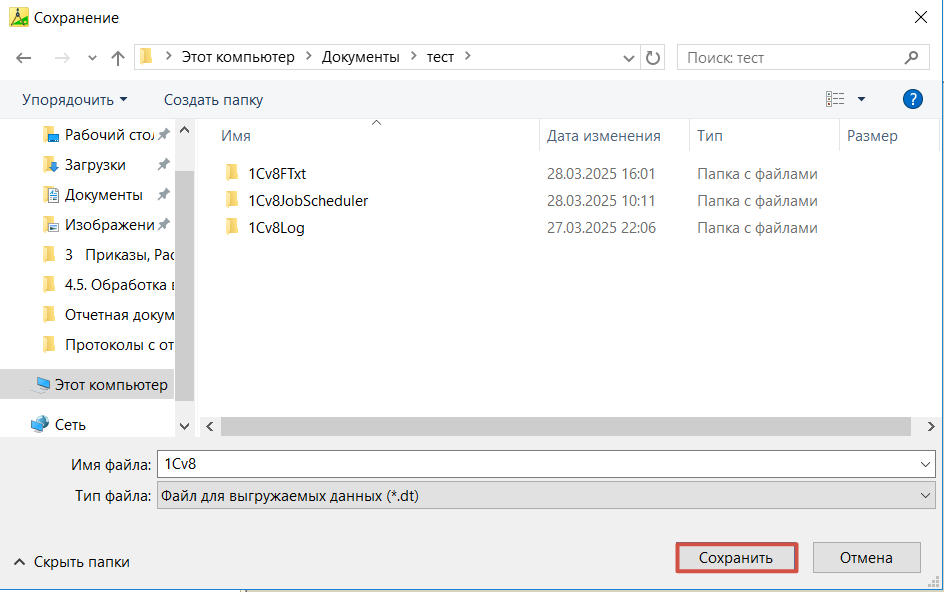 Сохранение
Этот компьютер > Документы > тест >
Поиск: тест
Упорядочить
Создать папку
?
Рабочий стол
Загрузки
Документы
Изображени
3 Приказы, Рас
4.5. Обработка в
Отчетная докум
Протоколы с от
Этот компьютер
Сеть
Имя Дата изменения Тип Размер
1Cv8FTxt 28.03.2025 16:01 Папка с файлами
1Cv8JobScheduler 28.03.2025 10:11 Папка с файлами
1Cv8Log 27.03.2025 22:06 Папка с файлами
Имя файла: 1Cv8
Тип файла: Файл для выгружаемых данных (*.dt)
Скрыть папки
Сохранить
Отмена